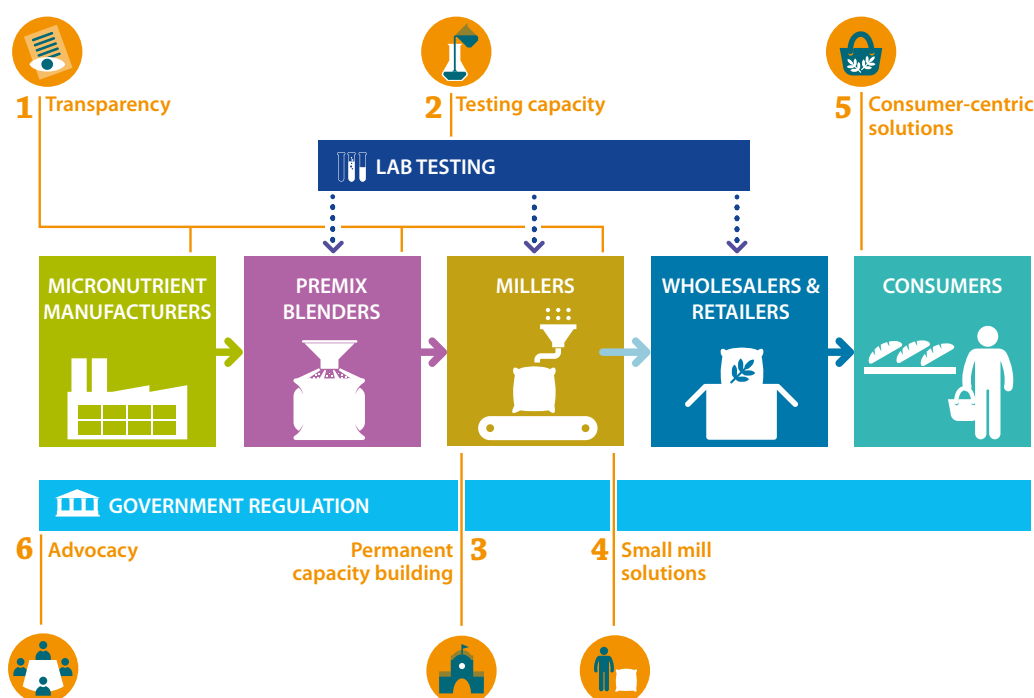 1 Transparency
2 Testing capacity
5 Consumer-centric
solutions
LAB TESTING
MICRONUTRIENT
MANUFACTURERS
PREMIX
BLENDERS
MILLERS
WHOLESALERS &
RETAILERS
CONSUMERS
GOVERNMENT REGULATION
6 Advocacy
Permanent 3
capacity building
4 Small mill
solutions